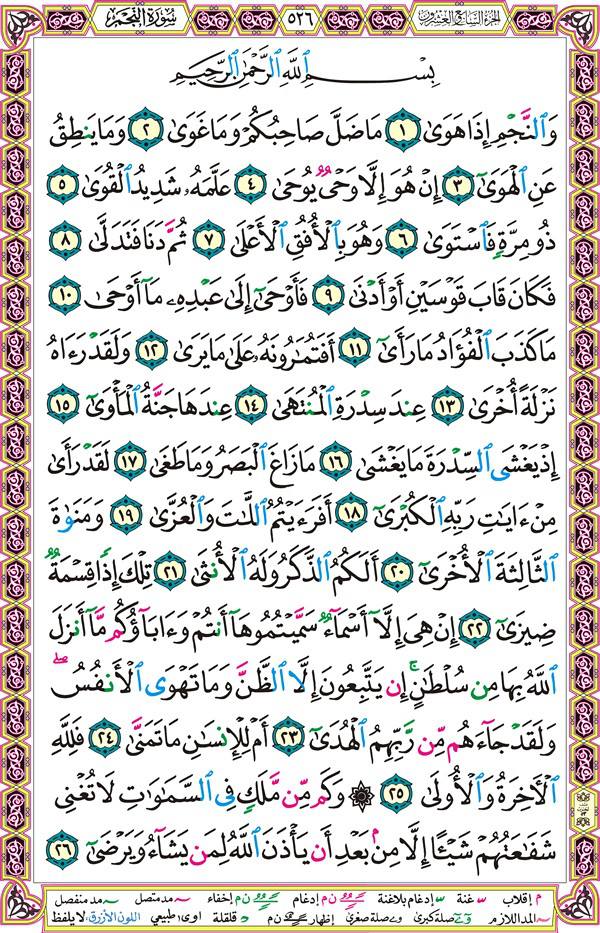 الجزء السابع والعشرون
٥٢٦
سُورَةُ النَّجْمِ
بِسْمِ ٱللَّهِ ٱلرَّحْمَٰنِ ٱلرَّحِيمِ
وَٱلنَّجْمِ إِذَا هَوَىٰ ١ مَا ضَلَّ صَاحِبُكُمْ وَمَا غَوَىٰ ٢ وَمَا يَنطِقُ
عَنِ ٱلْهَوَىٰٓ ٣ إِنْ هُوَ إِلَّا وَحْىٌ يُوحَىٰ ٤ عَلَّمَهُۥ شَدِيدُ ٱلْقُوَىٰ ٥
ذُو مِرَّةٍ فَٱسْتَوَىٰ ٦ وَهُوَ بِٱلْأُفُقِ ٱلْأَعْلَىٰ ٧ ثُمَّ دَنَا فَتَدَلَّىٰ ٨
فَكَانَ قَابَ قَوْسَيْنِ أَوْ أَدْنَىٰ ٩ فَأَوْحَىٰٓ إِلَىٰ عَبْدِهِۦ مَآ أَوْحَىٰ ١٠
مَا كَذَبَ ٱلْفُؤَادُ مَا رَأَىٰٓ ١١ أَفَتُمَٰرُونَهُۥ عَلَىٰ مَا يَرَىٰ ١٢ وَلَقَدْ رَءَاهُ
نَزْلَةً أُخْرَىٰ ١٣ عِندَ سِدْرَةِ ٱلْمُنتَهَىٰ ١٤ عِندَهَا جَنَّةُ ٱلْمَأْوَىٰٓ ١٥
إِذْ يَغْشَى ٱلسِّدْرَةَ مَا يَغْشَىٰ ١٦ مَا زَاغَ ٱلْبَصَرُ وَمَا طَغَىٰ ١٧ لَقَدْ رَأَىٰ
مِنْ ءَايَٰتِ رَبِّهِ ٱلْكُبْرَىٰٓ ١٨ أَفَرَءَيْتُمُ ٱللَّٰتَ وَٱلْعُزَّىٰ ١٩ وَمَنَوٰةَ
ٱلثَّالِثَةَ ٱلْأُخْرَىٰٓ ٢٠ أَلَكُمُ ٱلذَّكَرُ وَلَهُ ٱلْأُنثَىٰ ٢١ تِلْكَ إِذًا قِسْمَةٌ
ضِيزَىٰٓ ٢٢ إِنْ هِىَ إِلَّآ أَسْمَآءٌ سَمَّيْتُمُوهَآ أَنتُمْ وَءَابَآؤُكُم مَّآ أَنزَلَ
ٱللَّهُ بِهَا مِن سُلْطَٰنٍ ۚ إِن يَتَّبِعُونَ إِلَّا ٱلظَّنَّ وَمَا تَهْوَى ٱلْأَنفُسُ ۖ
وَلَقَدْ جَآءَهُم مِّن رَّبِّهِمُ ٱلْهُدَىٰٓ ٢٣ أَمْ لِلْإِنسَٰنِ مَا تَمَنَّىٰ ٢٤ فَلِلَّهِ
ٱلْءَاخِرَةُ وَٱلْأُولَىٰ ٢٥ ۞ وَكَم مِّن مَّلَكٍ فِى ٱلسَّمَٰوَٰتِ لَا تُغْنِى
شَفَٰعَتُهُمْ شَيْـًٔا إِلَّا مِنۢ بَعْدِ أَن يَأْذَنَ ٱللَّهُ لِمَن يَشَآءُ وَيَرْضَىٰٓ ٢٦
م إقلاب غنة إدغام بلاغنة ن م إدغام ن م إخفاء مد متصل مد منفصل
المد اللازم صلة كبرى صلة صغرى إظهار ن م قلقلة اوى طبيعي اللون الأزرق لا يلفظ